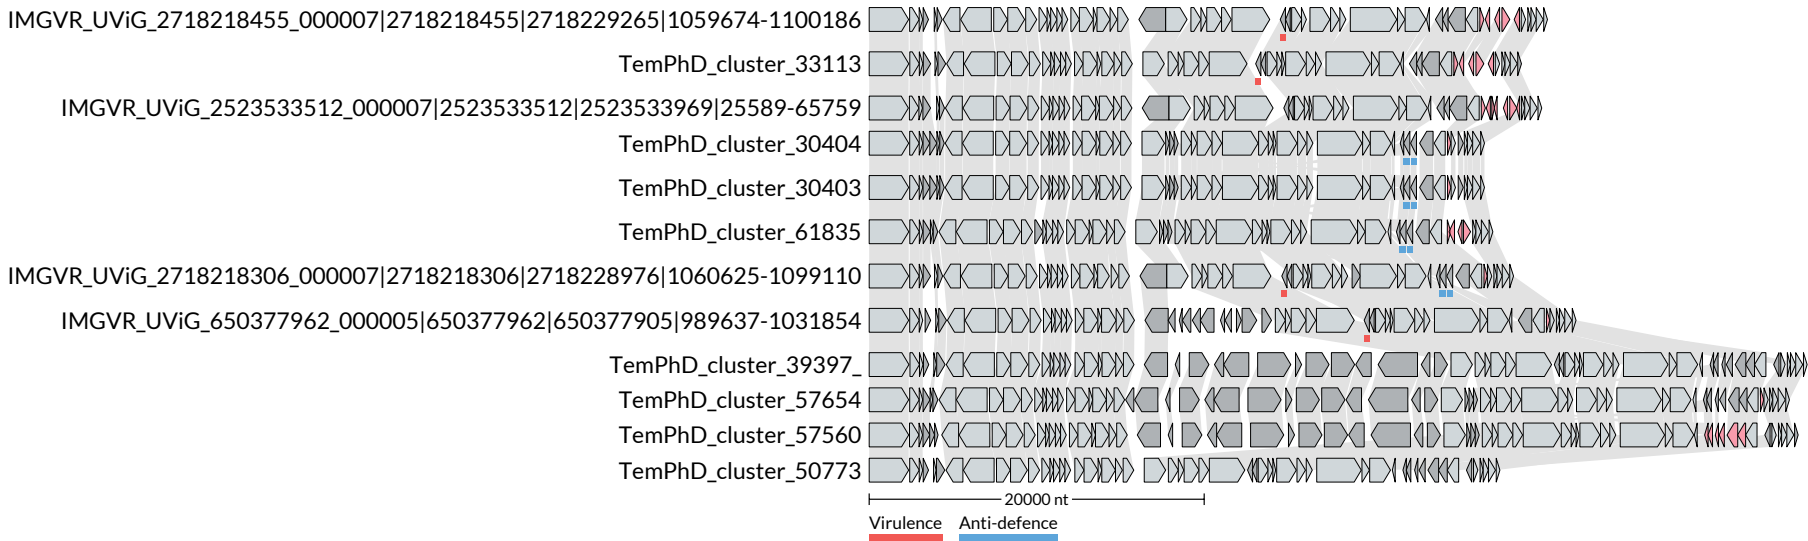 IMGVR_UViG_2718218455_000007|2718218455|2718229265|1059674-1100186
TemPhD_cluster_33113
IMGVR_UViG_2523533512_000007|2523533512|2523533969|25589-65759
TemPhD_cluster_30404
TemPhD_cluster_30403
TemPhD_cluster_61835
IMGVR_UViG_2718218306_000007|2718218306|2718228976|1060625-1099110
IMGVR_UViG_650377962_000005|650377962|650377905|989637-1031854
TemPhD_cluster_39397_
TemPhD_cluster_57654
TemPhD_cluster_57560
TemPhD_cluster_50773
20000 nt
Virulence Anti-defence